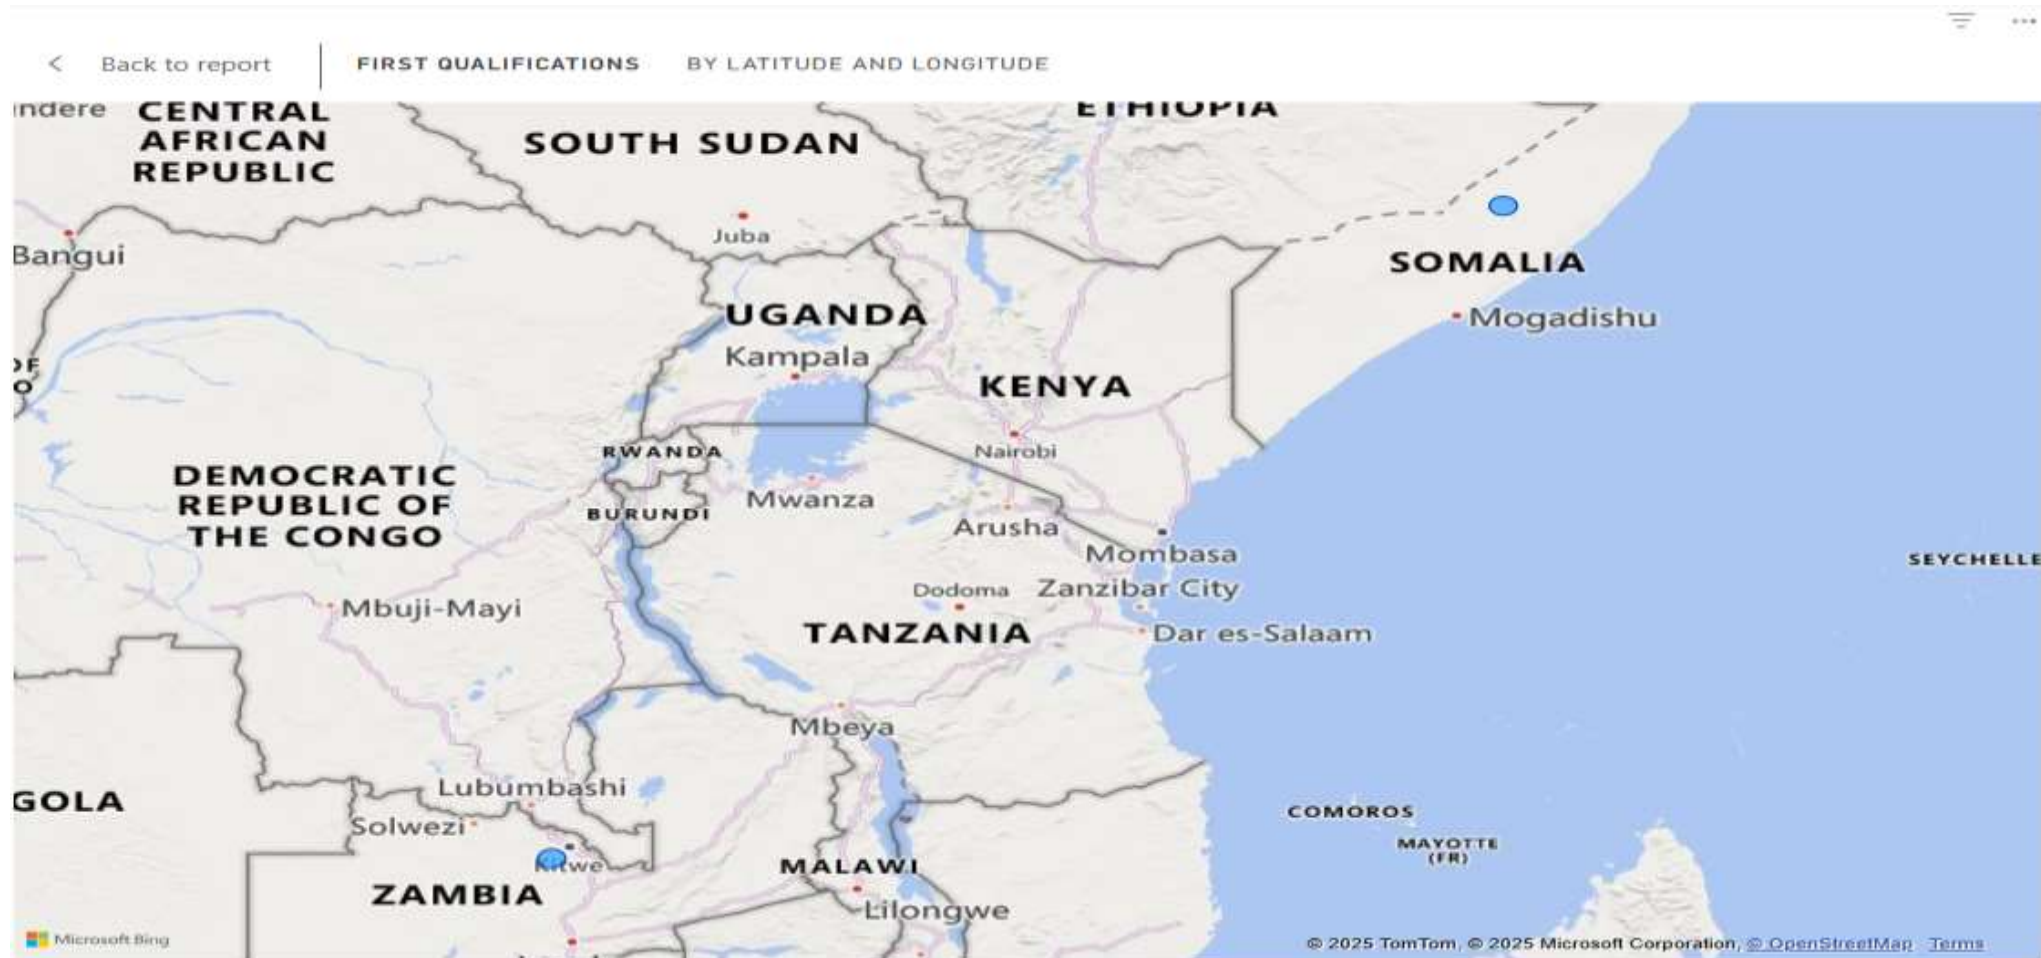 Back to report
FIRST QUALIFICATIONS BY LATITUDE AND LONGITUDE
ndere
CENTRAL
AFRICAN
REPUBLIC
SOUTH SUDAN
ETHIOPIA
Juba
Bangui
SOMALIA
Mogadishu
UGANDA
Kampala
OF
O
KENYA
Nairobi
RWANDA
DEMOCRATIC
REPUBLIC OF
THE CONGO
BURUNDI
Mwanza
Arusha
Mombasa
SEYCHELLE
Dodoma
Zanzibar City
Mbuji-Mayi
TANZANIA
Dar es-Salaam
Mbeya
Lubumbashi
GOLA
Solwezi
COMOROS
MAYOTTE
(FR)
Kitwe
MALAWI
ZAMBIA
Lilongwe
Microsoft Bing
© 2025 TomTom, © 2025 Microsoft Corporation, © OpenStreetMap Terms